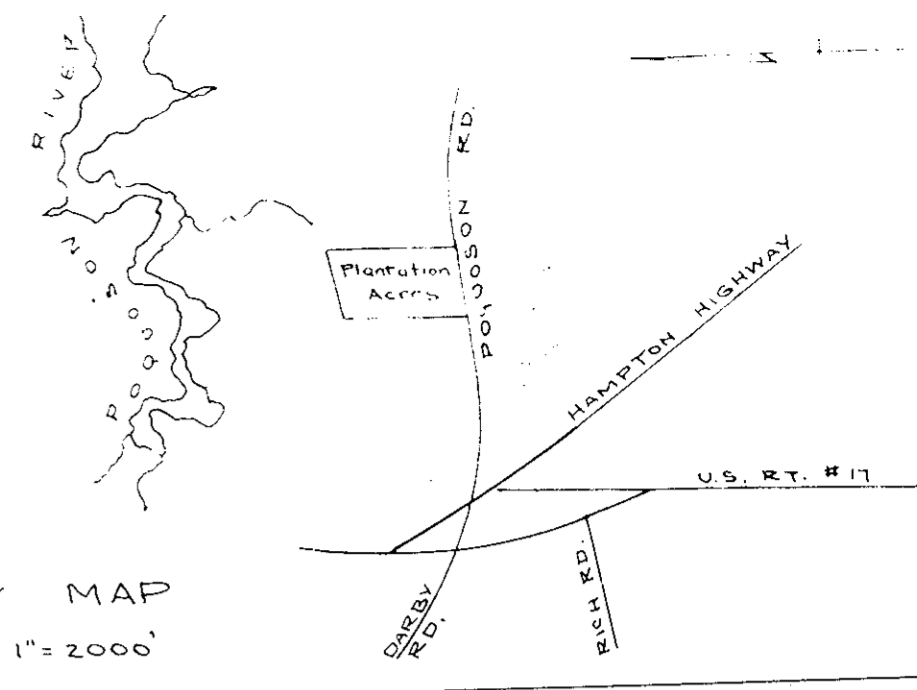 RIVER
POQUOSON
POQUOSON RD.
Plantation
Acres
HAMPTON HIGHWAY
U.S. RT. #17
RICH RD.
DARBY
RD.
MAP
1" = 2000'
N